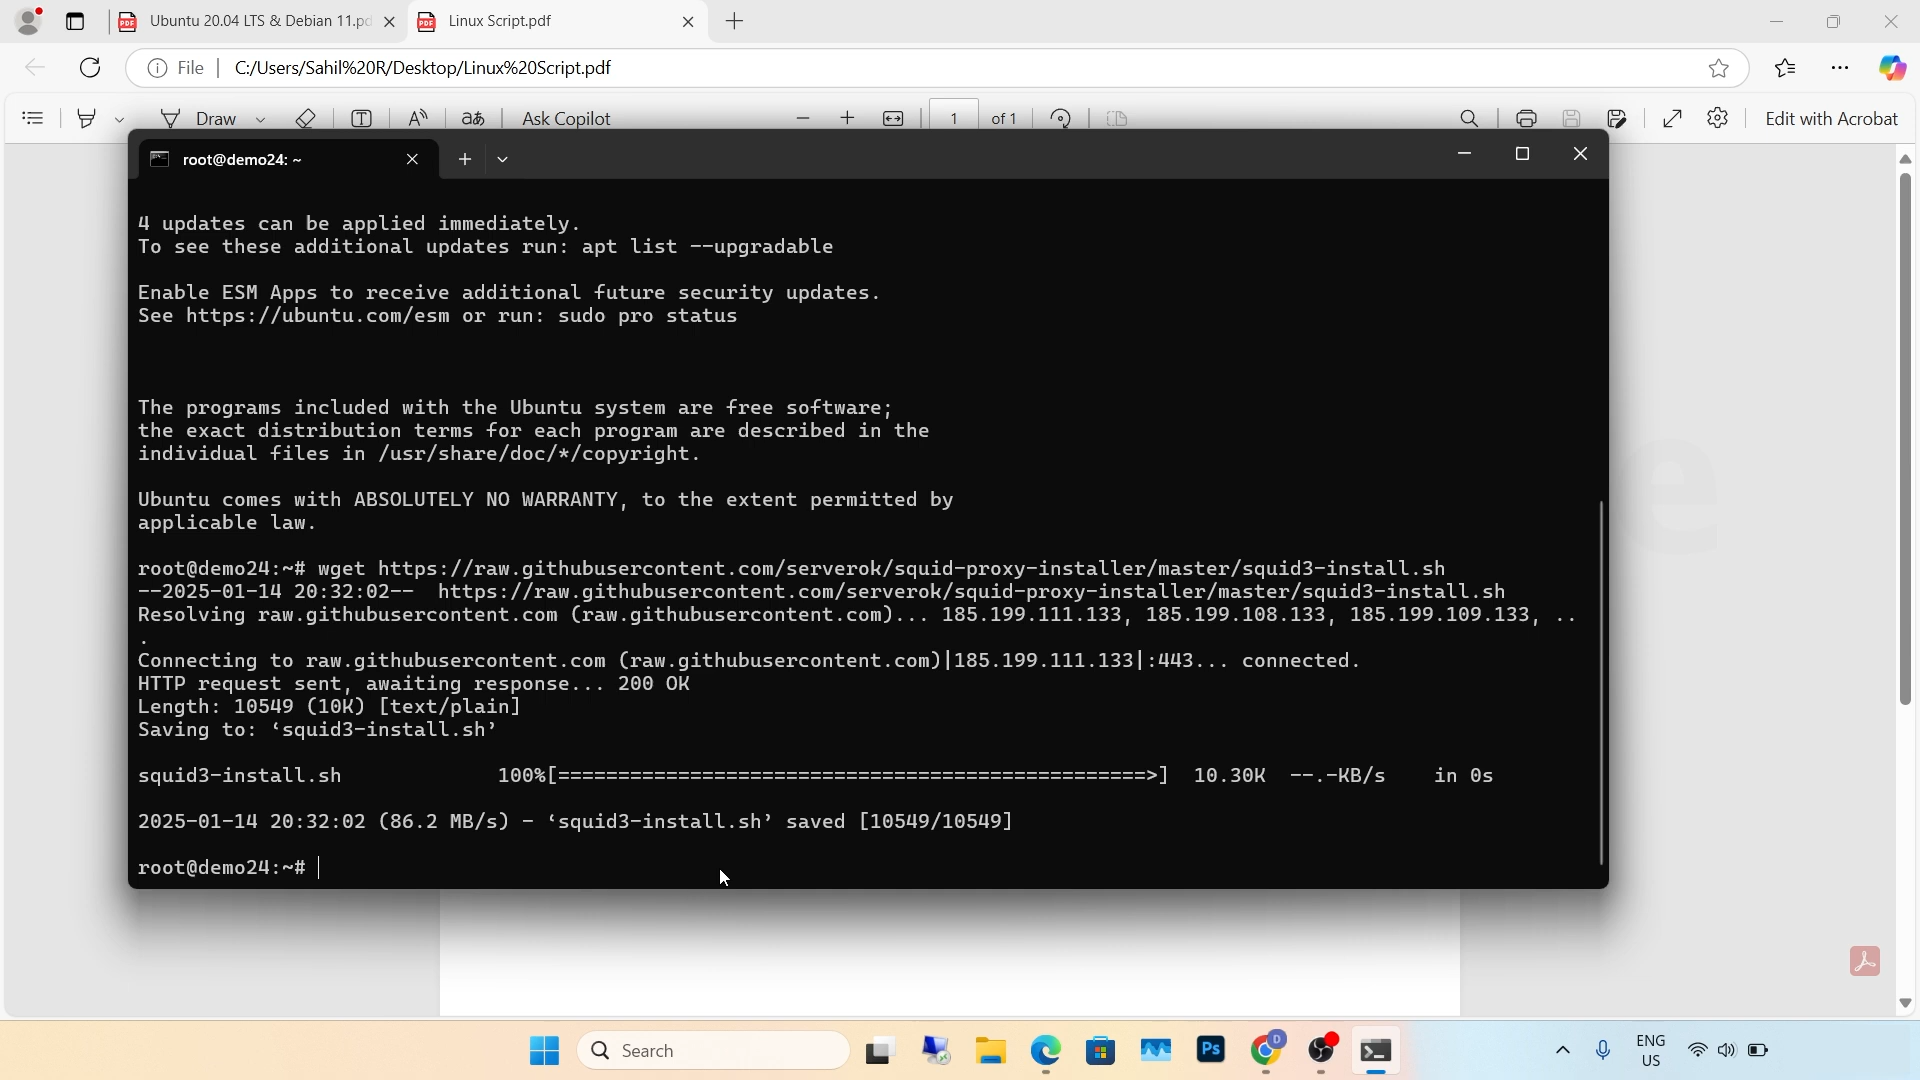 Ubuntu 20.04 LTS & Debian 11.pd
Linux Script.pdf
File
C:/Users/Sahil%20R/Desktop/Linux%20Script.pdf
Draw
aあ
Ask Copilot
1
of 1
Edit with Acrobat
root@demo24: ~
4 updates can be applied immediately.
To see these additional updates run: apt list --upgradable
Enable ESM Apps to receive additional future security updates.
See https://ubuntu.com/esm or run: sudo pro status
The programs included with the Ubuntu system are free software;
the exact distribution terms for each program are described in the
individual files in /usr/share/doc/*/copyright.
Ubuntu comes with ABSOLUTELY NO WARRANTY, to the extent permitted by
applicable law.
root@demo24:~# wget https://raw.githubusercontent.com/serverok/squid-proxy-installer/master/squid3-install.sh
--2025-01-14 20:32:02--  https://raw.githubusercontent.com/serverok/squid-proxy-installer/master/squid3-install.sh
Resolving raw.githubusercontent.com (raw.githubusercontent.com)... 185.199.111.133, 185.199.108.133, 185.199.109.133, ..
.
Connecting to raw.githubusercontent.com (raw.githubusercontent.com)|185.199.111.133|:443... connected.
HTTP request sent, awaiting response... 200 OK
Length: 10549 (10K) [text/plain]
Saving to: ‘squid3-install.sh’
squid3-install.sh 100%[=================================================>] 10.30K --.-KB/s in 0s
2025-01-14 20:32:02 (86.2 MB/s) - ‘squid3-install.sh’ saved [10549/10549]
root@demo24:~#
e
Search
Ps
D
ENG
US